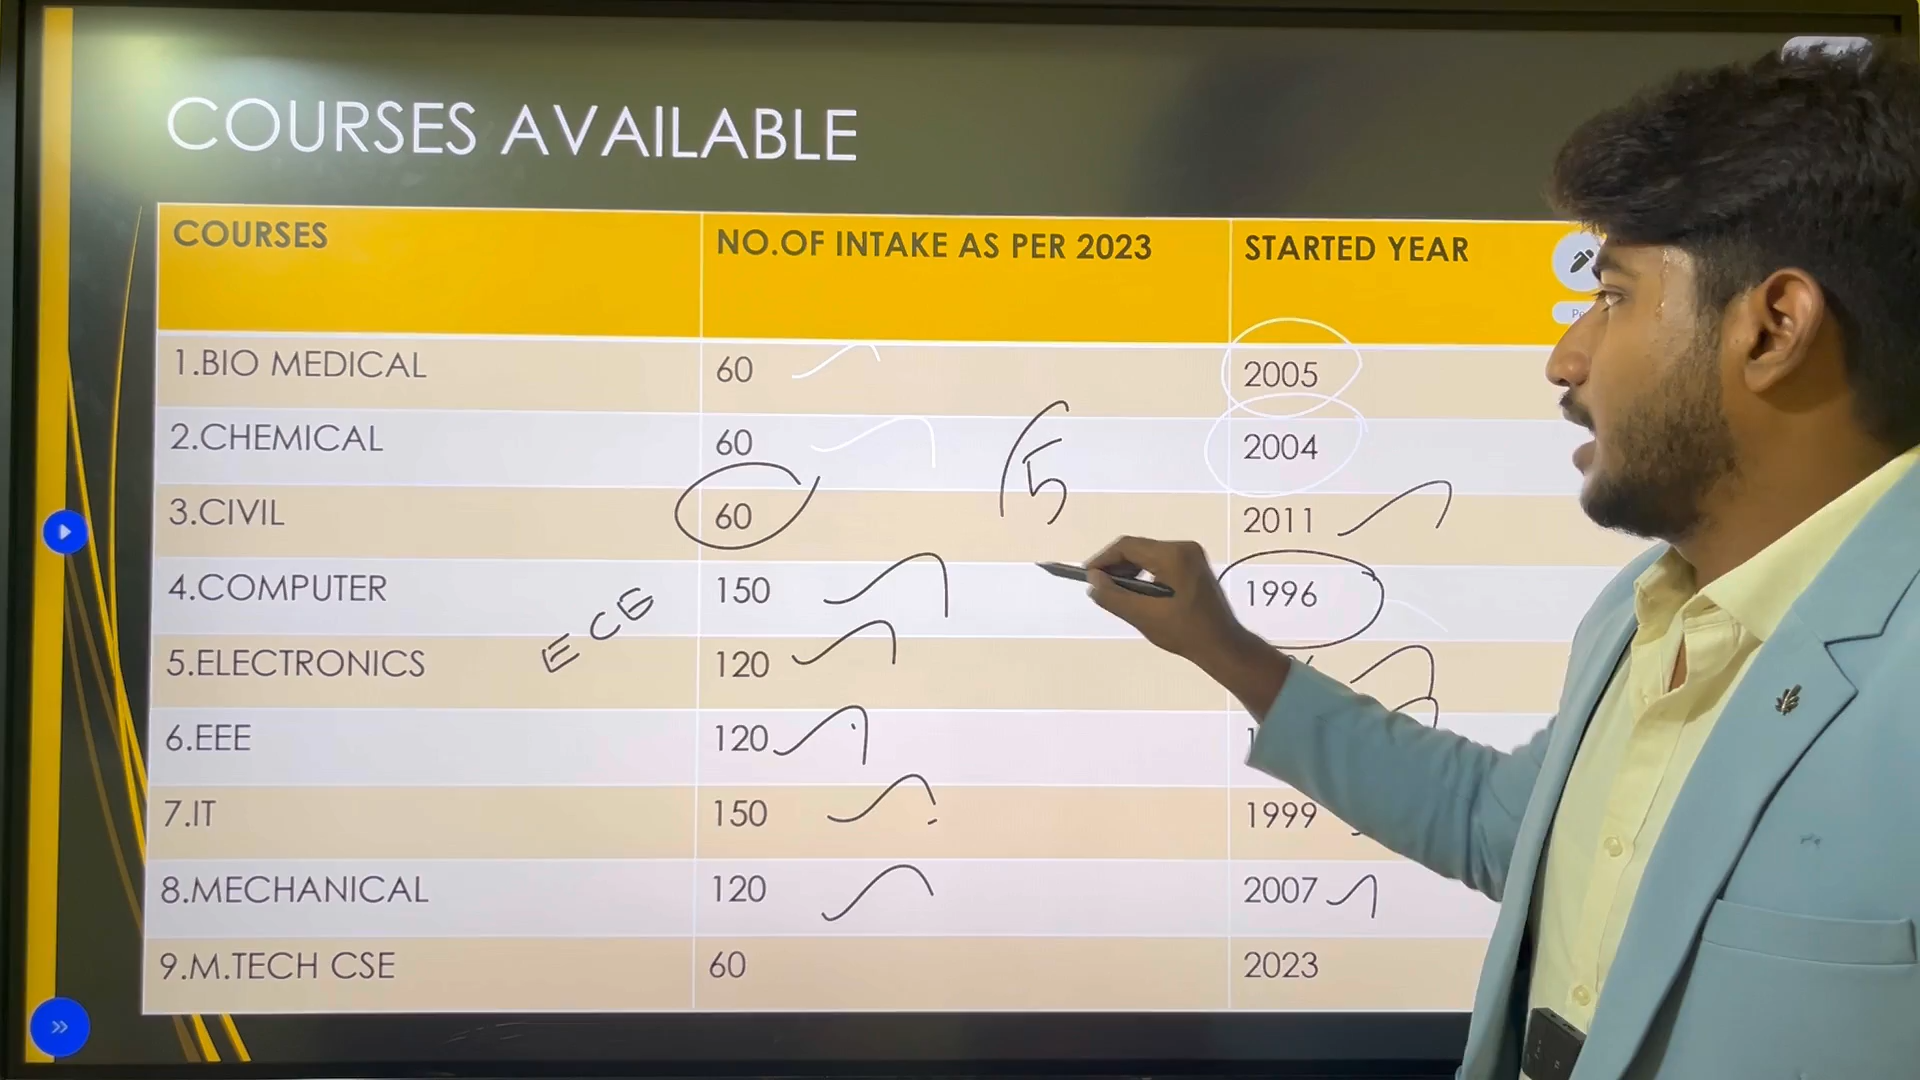 COURSES AVAILABLE
COURSES NO.OF INTAKE AS PER 2023 STARTED YEAR
1.BIO MEDICAL 60 2005
2.CHEMICAL 60 2004
5
3.CIVIL 60 2011
4.COMPUTER 150 1996
ECE
5.ELECTRONICS 120
6.EEE 120
7.IT 150 1999
8.MECHANICAL 120 2007
9.M.TECH CSE 60 2023